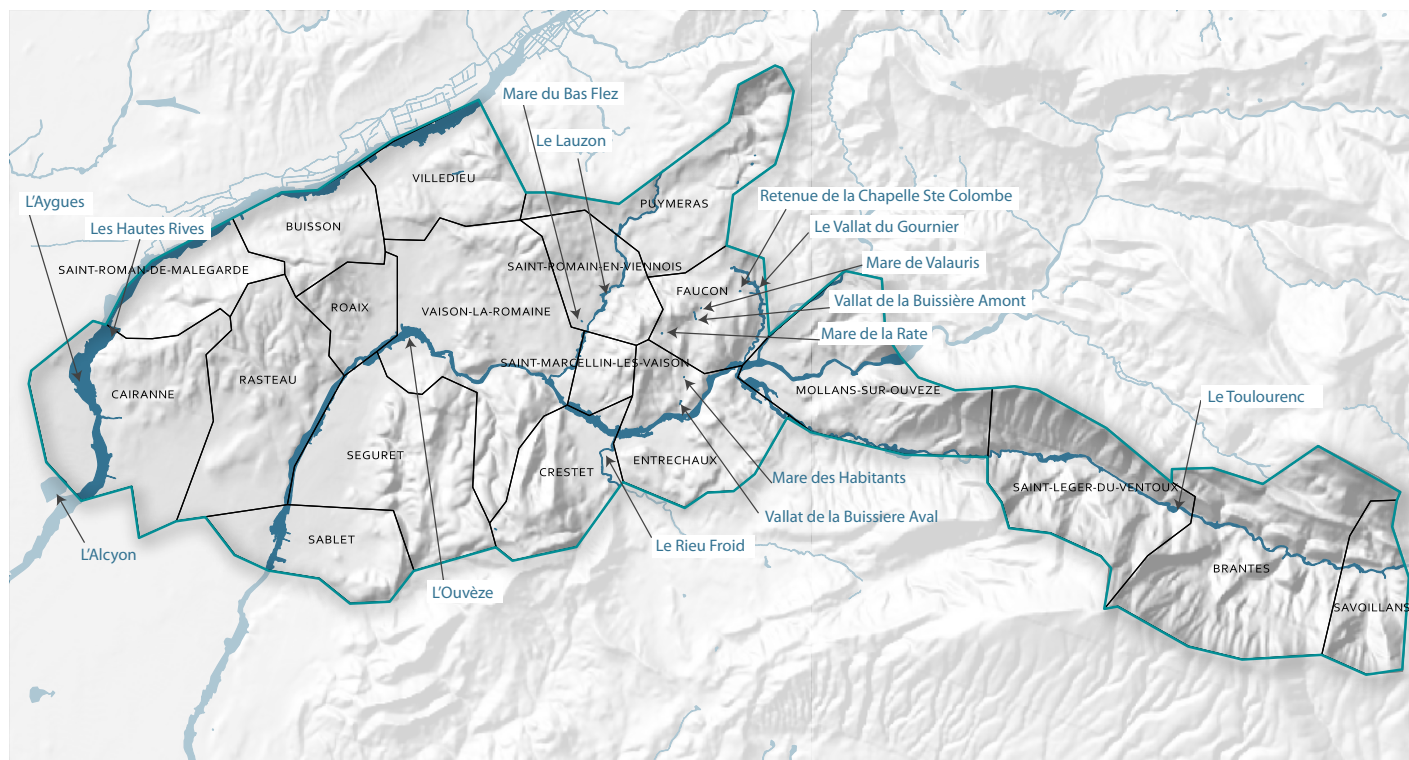 Mare du Bas Flez
Le Lauzon
VILLEDIEU
L'Aygues
PUYMERAS
Retenue de la Chapelle Ste Colombe
Les Hautes Rives
BUISSON
Le Vallat du Gournier
SAINT-ROMAN-DE-MALEGARDE
SAINT-ROMAIN-EN-VIENNOIS
Mare de Valauris
FAUCON
Vallat de la Buissière Amont
ROAIX
VAISON-LA-ROMAINE
Mare de la Rate
SAINT-MARCELLIN-LES-VAISON
RASTEAU
CAIRANNE
MOLLANS-SUR-OUVEZE
Le Toulourenc
SEGURET
CRESTET
ENTRECHAUX
Mare des Habitants
SAINT-LEGER-DU-VENTOUX
Vallat de la Buissiere Aval
SABLET
Le Rieu Froid
L'Alcyon
BRANTES
L'Ouvèze
SAVOILLANS